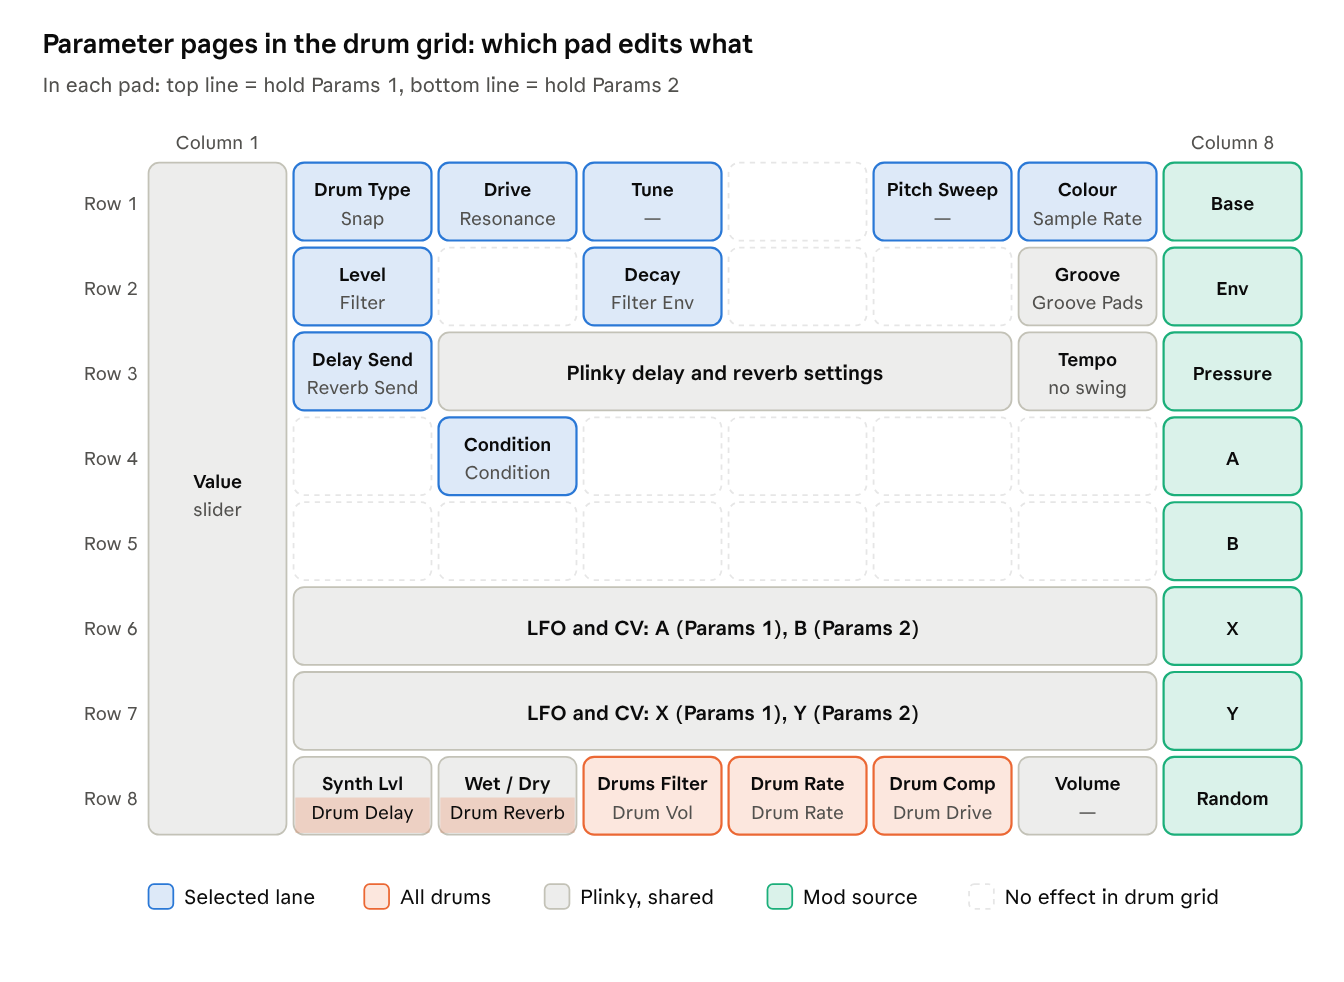 Parameter pages in the drum grid: which pad edits what
In each pad: top line = hold Params 1, bottom line = hold Params 2
Column 1
Column 8
Row 1
Drum Type
Snap
Drive
Resonance
Tune
—
Pitch Sweep
—
Colour
Sample Rate
Base
Row 2
Level
Filter
Decay
Filter Env
Groove
Groove Pads
Env
Row 3
Delay Send
Reverb Send
Plinky delay and reverb settings
Tempo
no swing
Pressure
Row 4
Condition
Condition
A
Value
slider
Row 5
B
Row 6
LFO and CV: A (Params 1), B (Params 2)
X
Row 7
LFO and CV: X (Params 1), Y (Params 2)
Y
Row 8
Synth Lvl
Drum Delay
Wet / Dry
Drum Reverb
Drums Filter
Drum Vol
Drum Rate
Drum Rate
Drum Comp
Drum Drive
Volume
—
Random
Selected lane
All drums
Plinky, shared
Mod source
No effect in drum grid